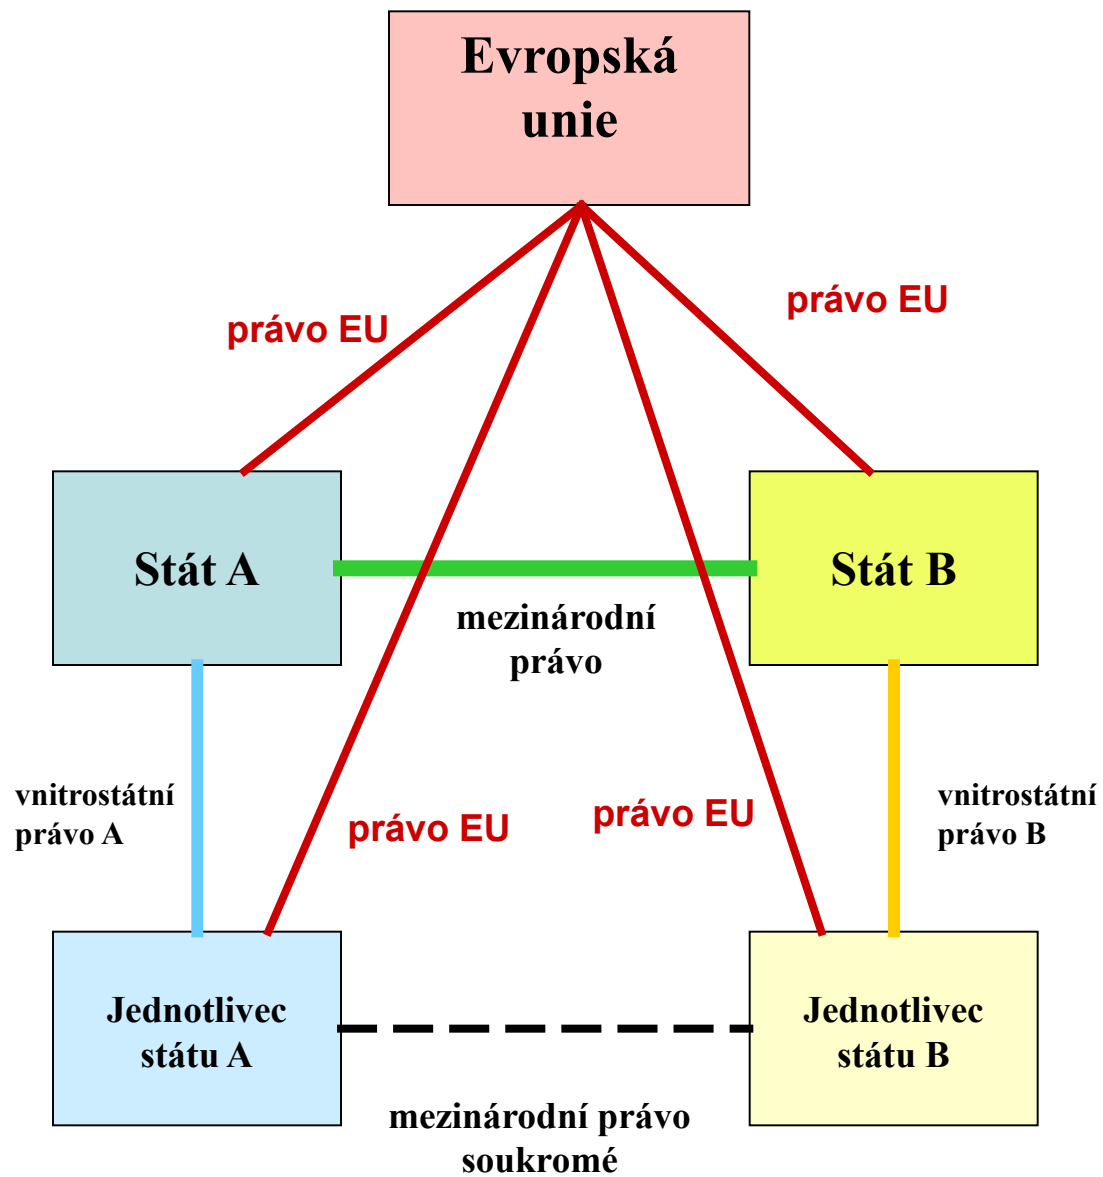 Evropská
unie
právo EU
právo EU
Stát A
Stát B
mezinárodní
právo
vnitrostátní
právo A
vnitrostátní
právo B
právo EU
právo EU
Jednotlivec
státu A
Jednotlivec
státu B
mezinárodní právo
soukromé